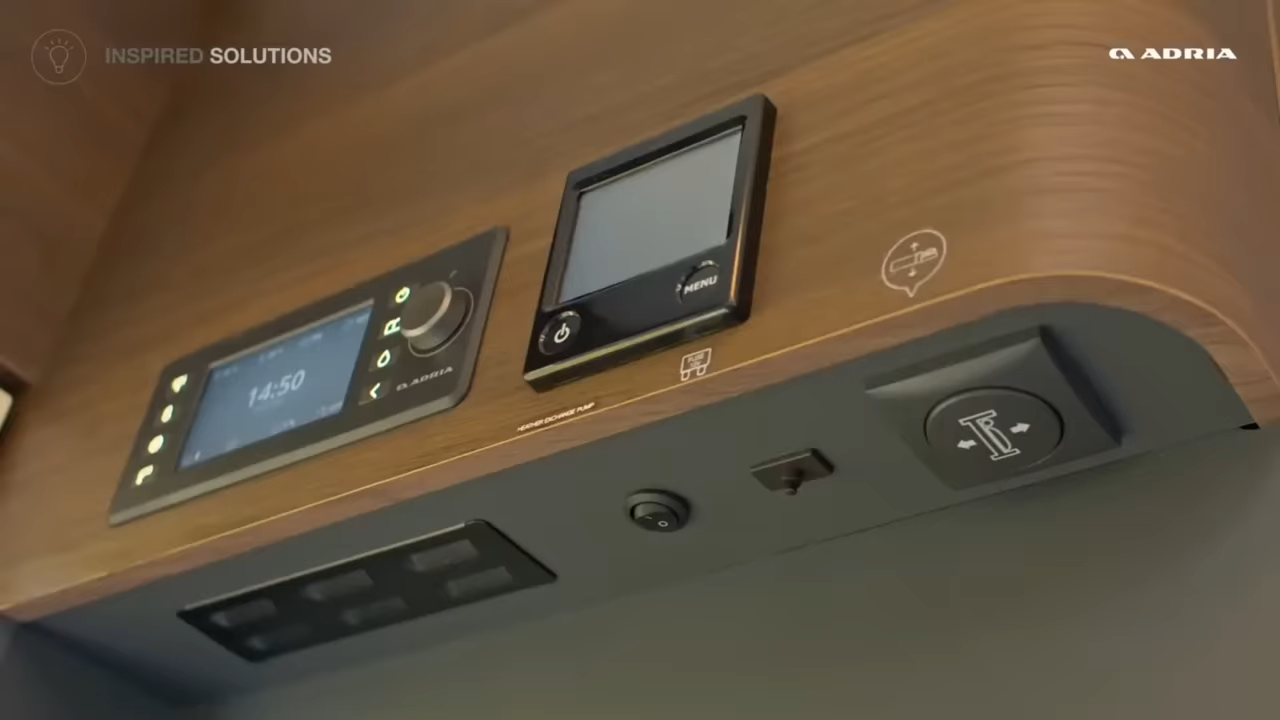 INSPIRED SOLUTIONS
ADRIA
MENU
14:50
ADRIA
HEATHER EXCHANGE PUMP